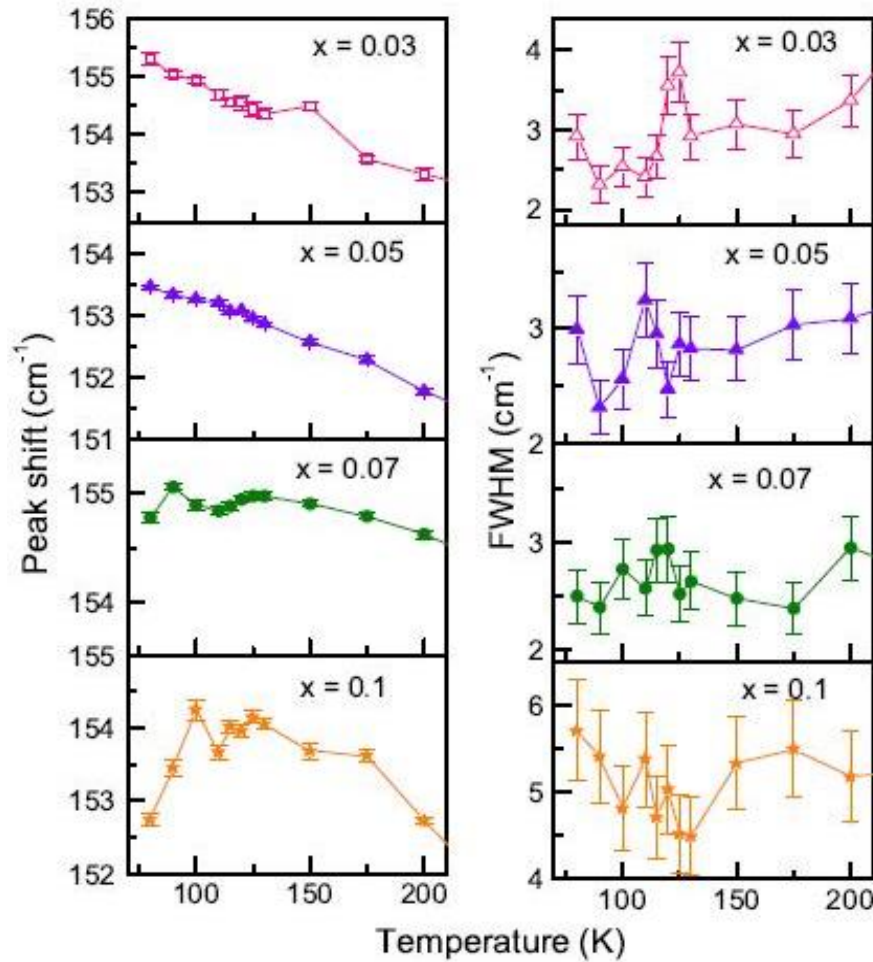 156
155
154
153
x = 0.03
154
153
152
151
x = 0.05
155
154
155
x = 0.07
154
153
152
x = 0.1
100
150
200
Peak shift (cm⁻¹)
4
3
2
x = 0.03
3
2
x = 0.05
3
2
x = 0.07
6
5
4
x = 0.1
100
150
200
FWHM (cm⁻¹)
Temperature (K)